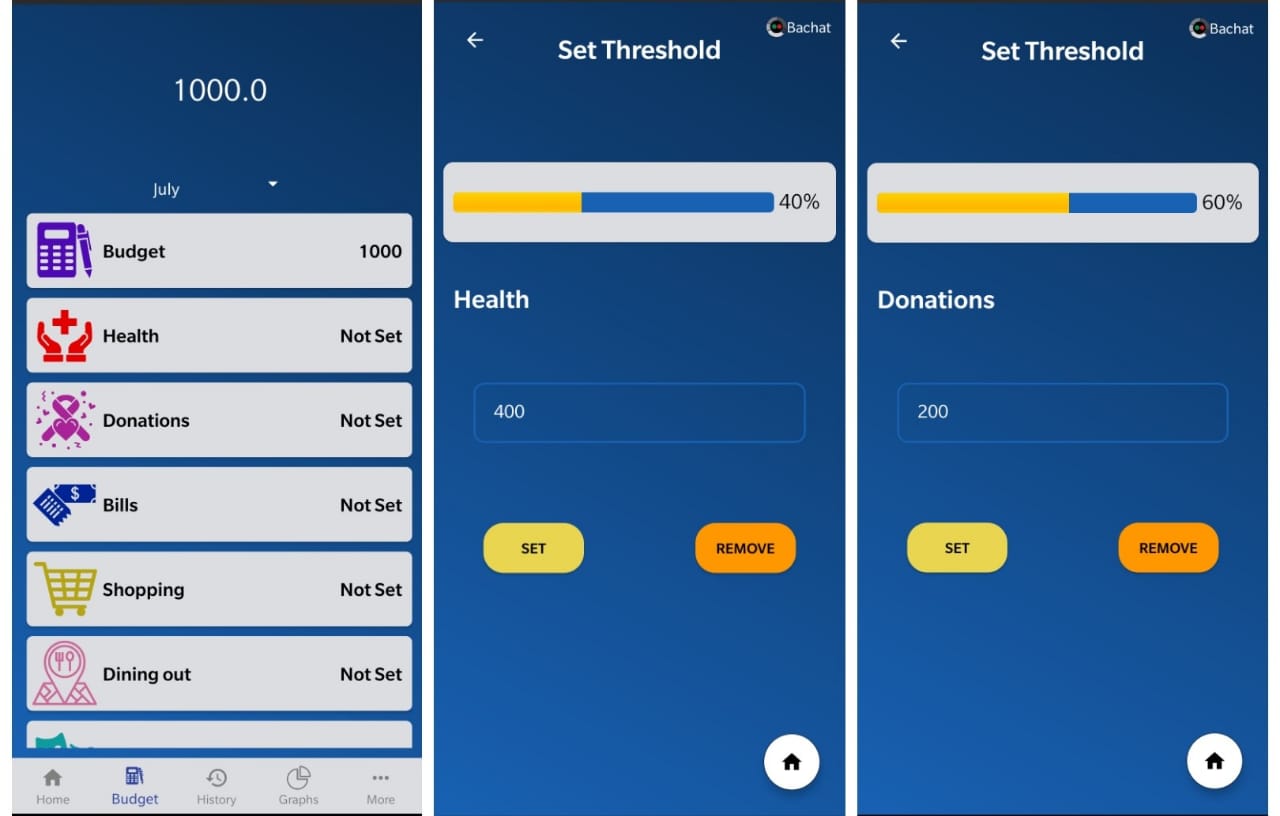 1000.0
July
Budget 1000
Health Not Set
Donations Not Set
$
Bills Not Set
Shopping Not Set
Dining out Not Set
Home Budget History Graphs More
Bachat
Set Threshold
40%
Health
400
SET REMOVE
Bachat
Set Threshold
60%
Donations
200
SET REMOVE